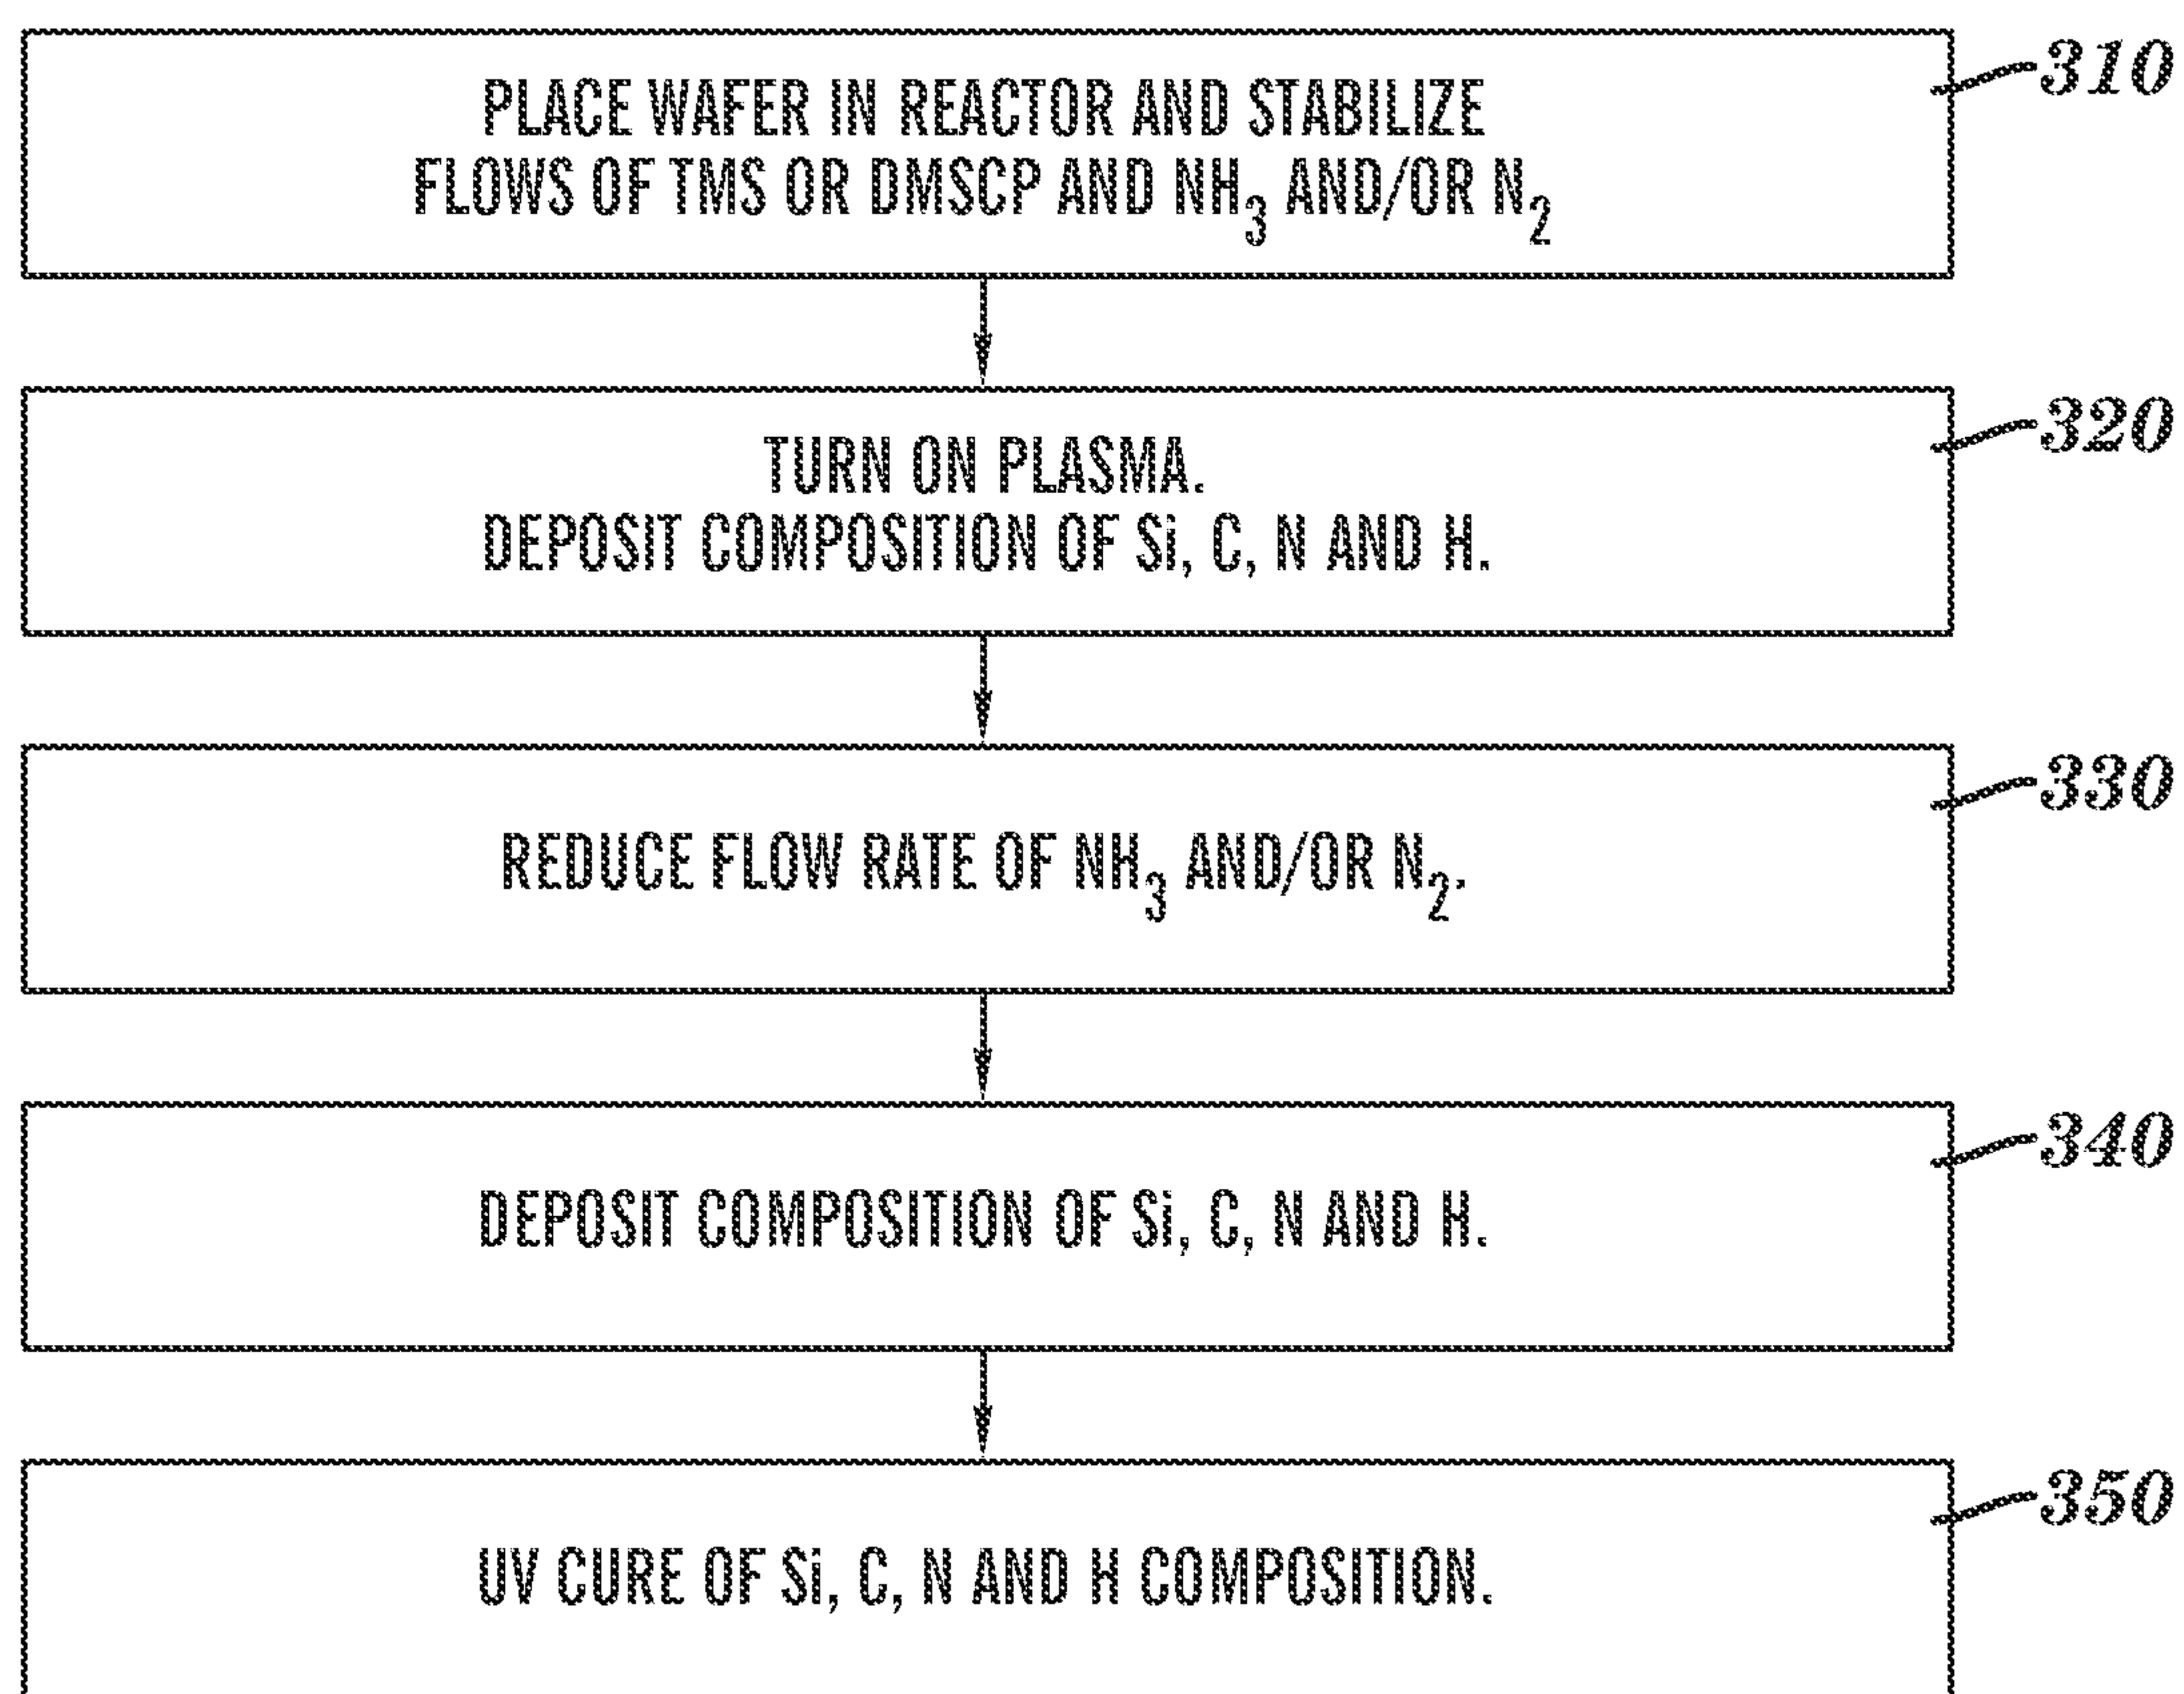 PLACE WAFER IN REACTOR AND STABILIZE
310
FLOWS OF TMS OR DMSCP AND NH3 AND/OR N2
TURN ON PLASMA.
320
DEPOSIT COMPOSITION OF Si, C, N AND H.
330
REDUCE FLOW RATE OF NH3 AND/OR N2.
340
DEPOSIT COMPOSITION OF Si, C, N AND H.
350
UV CURE OF Si, C, N AND H COMPOSITION.